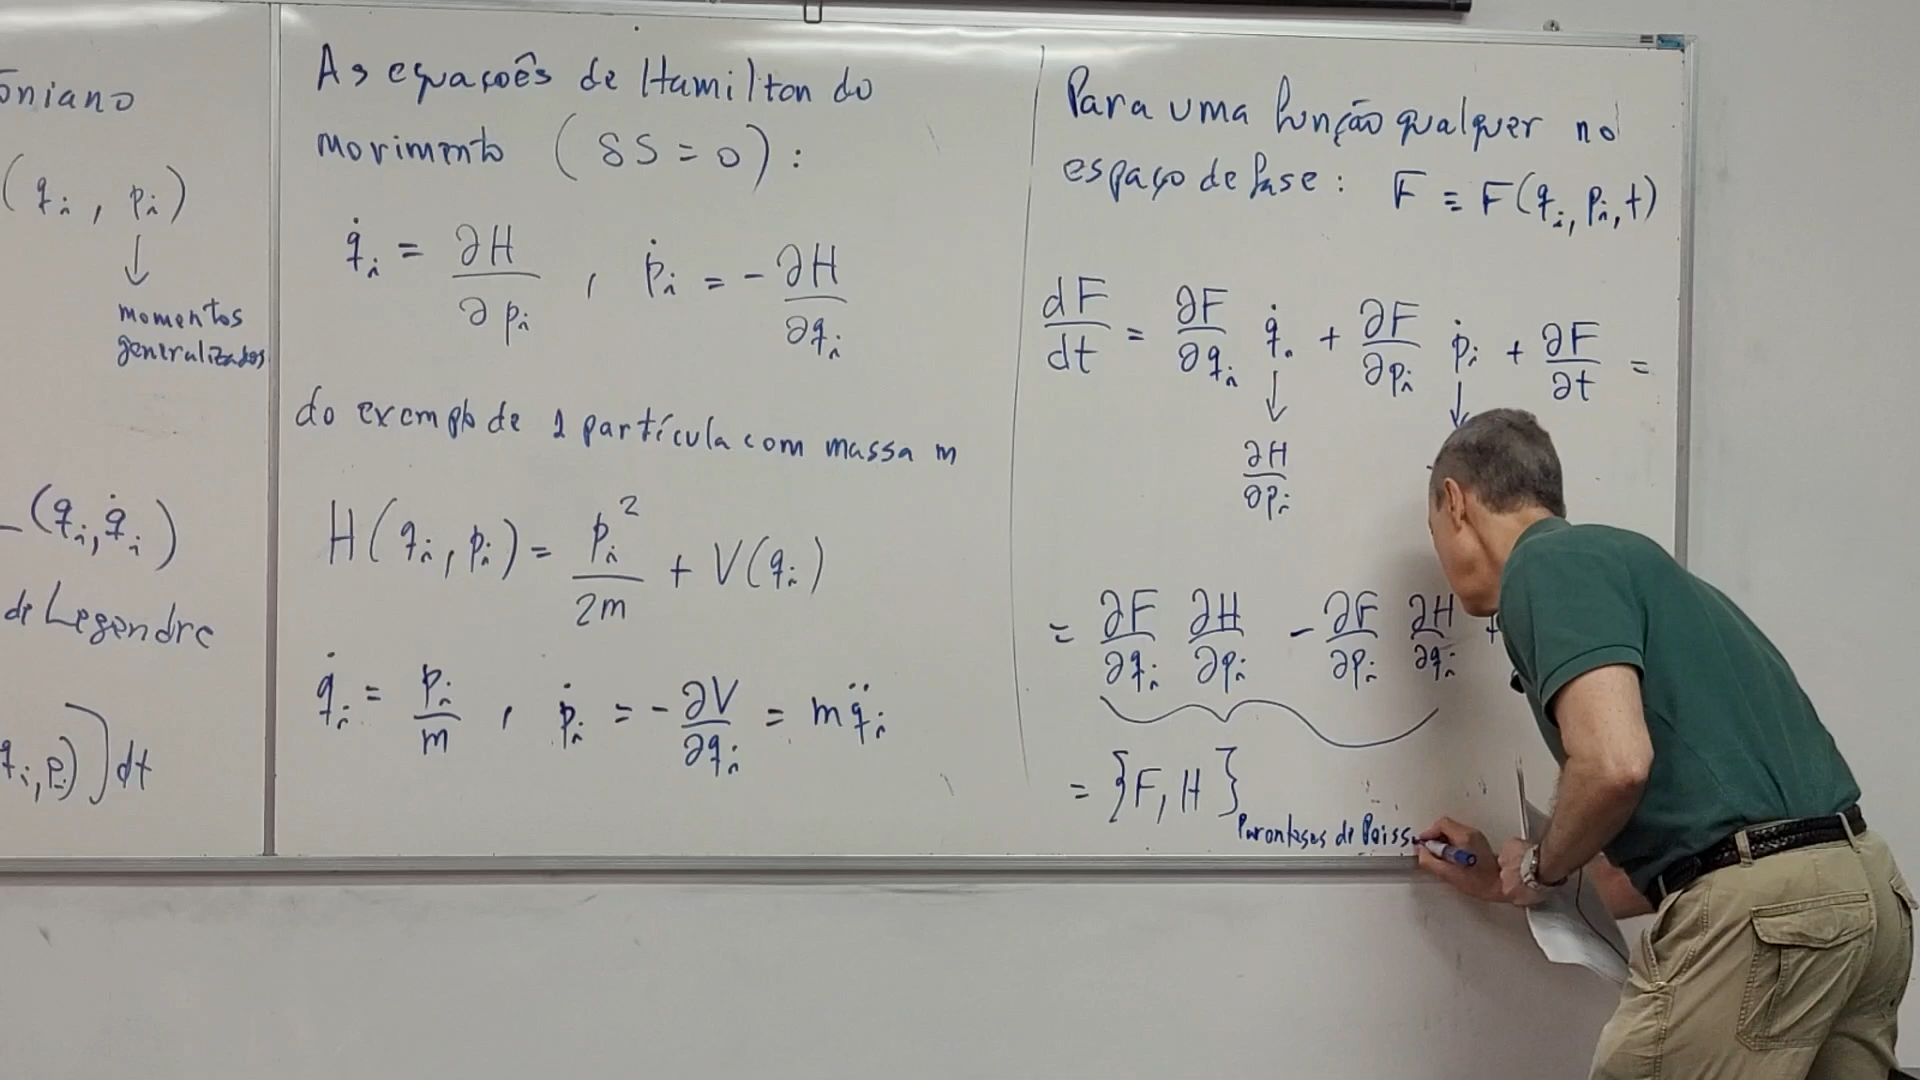 oniano
(qᵢ, pᵢ)
↓
momentos
generalizados
(qᵢ, q̇ᵢ)
de Legendre
qᵢ, pᵢ)]dt
As equaçoês de Hamilton do
movimento (δS = 0):
q̇ᵢ = ∂H/∂pᵢ , ṗᵢ = -∂H/∂qᵢ
do exemplo de 1 partícula com massa m
H(qᵢ, pᵢ) = pᵢ²/2m + V(qᵢ)
q̇ᵢ = pᵢ/m , ṗᵢ = -∂V/∂qᵢ = mq̈ᵢ
Para uma função qualquer no
espaço de fase: F ≡ F(qᵢ, pᵢ, t)
dF/dt = ∂F/∂qᵢ q̇ᵢ + ∂F/∂pᵢ ṗᵢ + ∂F/∂t =
↓ ↓
∂H/∂pᵢ
= ∂F/∂qᵢ ∂H/∂pᵢ - ∂F/∂pᵢ ∂H/∂qᵢ +
= {F, H}
Parenteses de Poiss